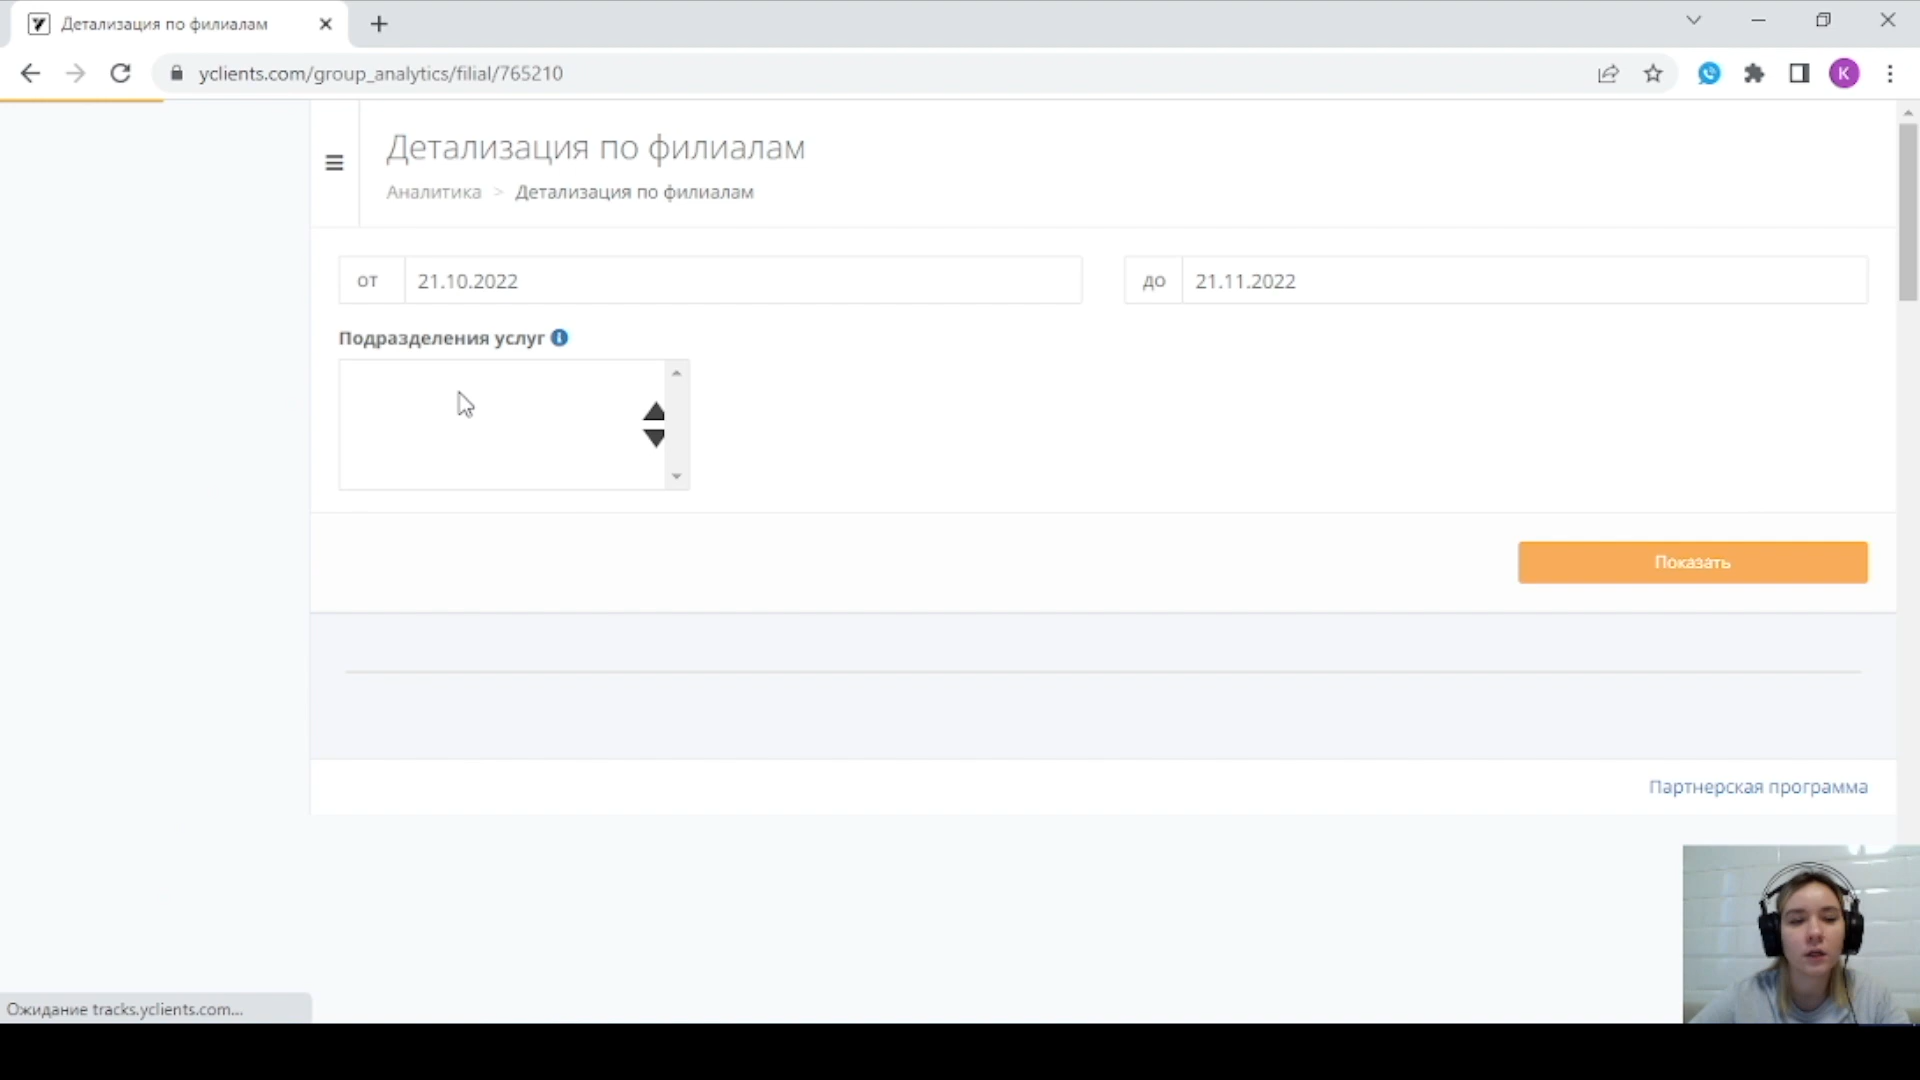 Детализация по филиалам
yclients.com/group_analytics/filial/765210
K
Детализация по филиалам
Аналитика > Детализация по филиалам
от 21.10.2022 до 21.11.2022
Подразделения услуг
Показать
Партнерская программа
Ожидание tracks.yclients.com...